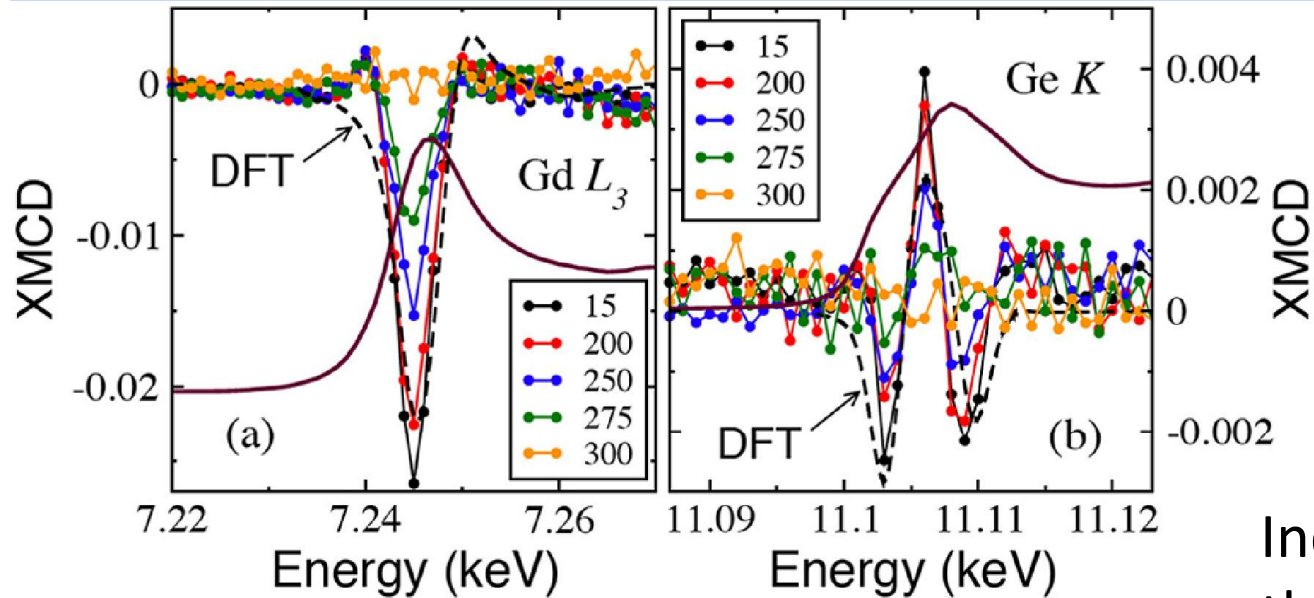 XMCD
0
-0.01
-0.02
DFT
Gd L3
15
200
250
275
300
(a)
7.22 7.24 7.26
Energy (keV)
15
200
250
275
300
Ge K
DFT
(b)
0.004
0.002
0
-0.002
XMCD
11.09 11.1 11.11 11.12
Energy (keV)